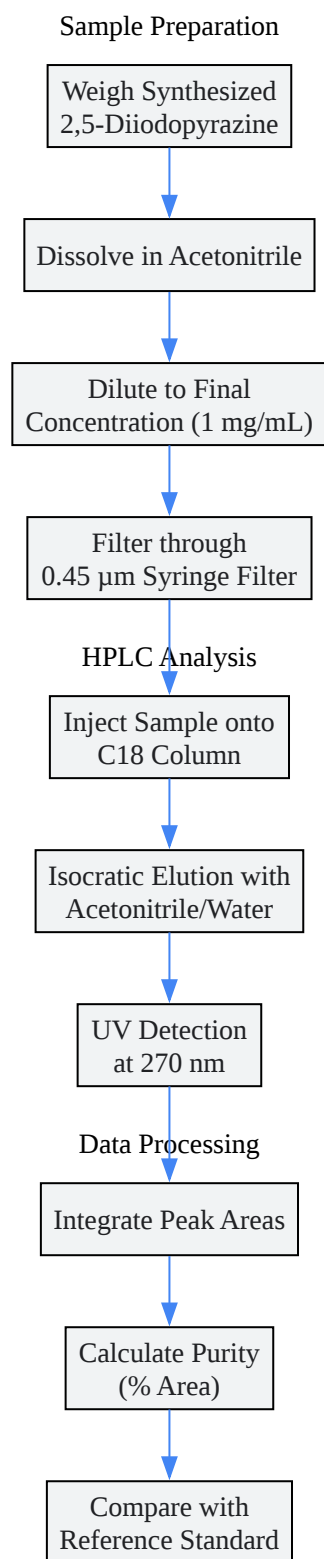 Sample Preparation
Weigh Synthesized
2,5-Diiodopyrazine
Dissolve in Acetonitrile
Dilute to Final
Concentration (1 mg/mL)
Filter through
0.45 µm Syringe Filter
HPLC Analysis
Inject Sample onto
C18 Column
Isocratic Elution with
Acetonitrile/Water
UV Detection
at 270 nm
Data Processing
Integrate Peak Areas
Calculate Purity
(% Area)
Compare with
Reference Standard